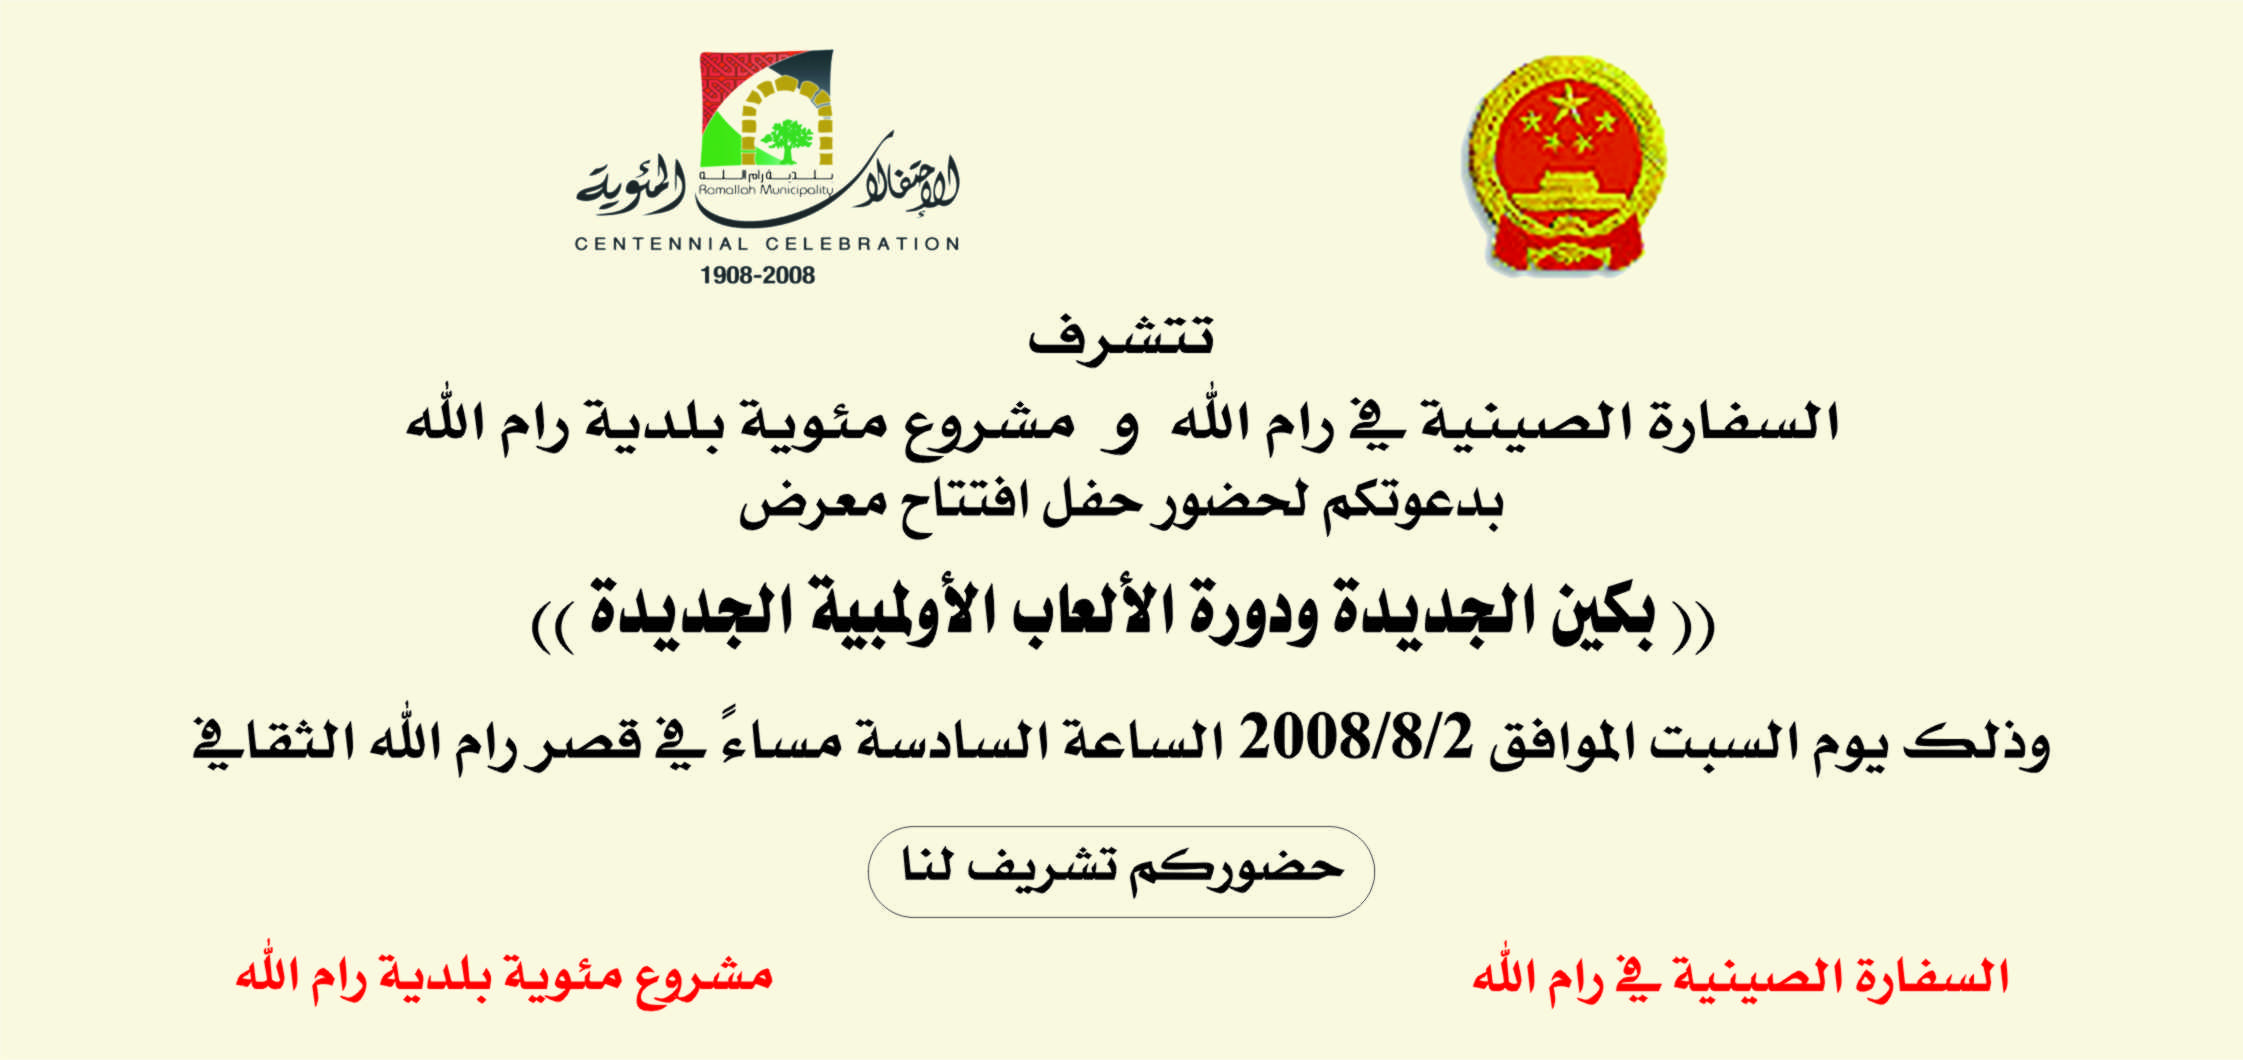 الاحتفالات المئوية
بلدية رام الله
Ramallah Municipality
CENTENNIAL CELEBRATION
1908-2008
تتشرف
السفارة الصينية في رام الله و مشروع مئوية بلدية رام الله
بدعوتكم لحضور حفل افتتاح معرض
(( بكين الجديدة ودورة الألعاب الأولمبية الجديدة ))
وذلك يوم السبت الموافق 2008/8/2 الساعة السادسة مساءً في قصر رام الله الثقافي
حضوركم تشريف لنا
السفارة الصينية في رام الله
مشروع مئوية بلدية رام الله